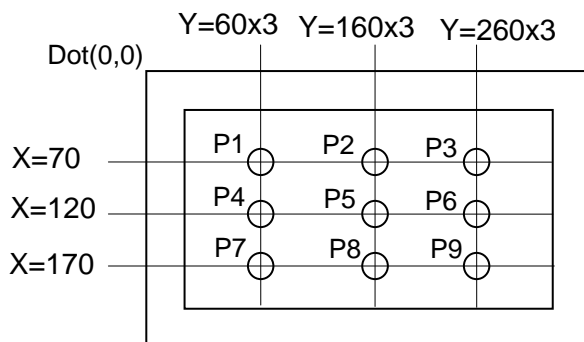 Y=60x3 Y=160x3 Y=260x3
Dot(0,0)
X=70 P1 P2 P3
X=120 P4 P5 P6
X=170 P7 P8 P9